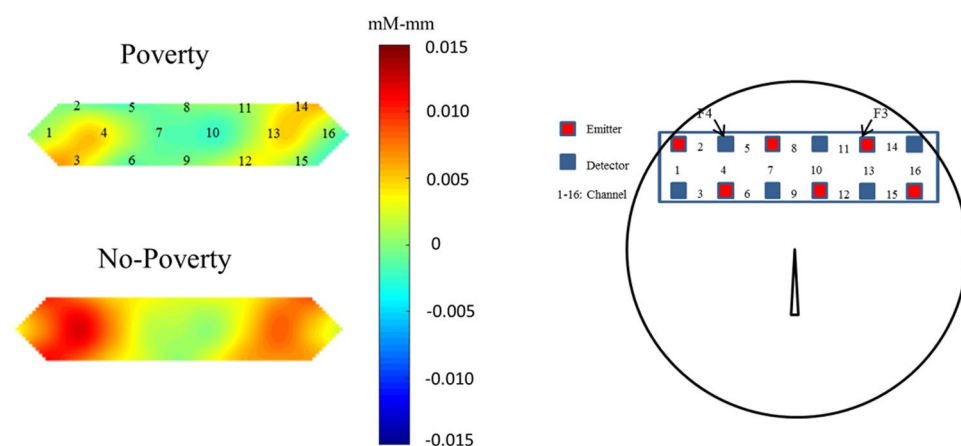 mM-mm
Poverty
2 5 8 11 14
1 4 7 10 13 16
3 6 9 12 15
No-Poverty
0.015
0.010
0.005
0
-0.005
-0.010
-0.015
F4 F3
Emitter
Detector
1-16: Channel
2 5 8 11 14
1 4 7 10 13 16
3 6 9 12 15